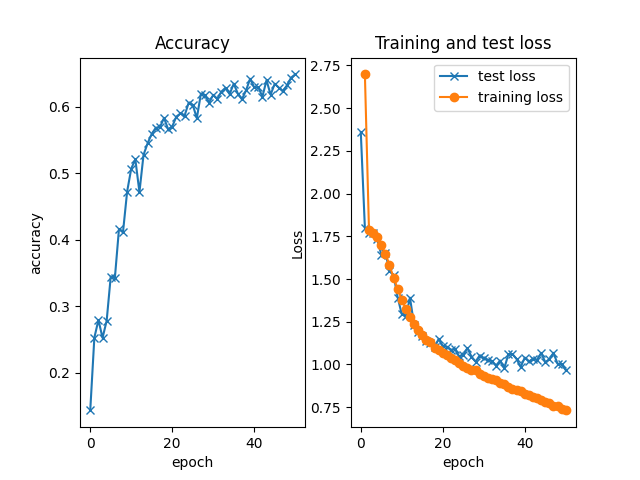 Accuracy
accuracy
0.6
0.5
0.4
0.3
0.2
0
20
40
epoch
Training and test loss
Loss
2.75
2.50
2.25
2.00
1.75
1.50
1.25
1.00
0.75
test loss
training loss
0
20
40
epoch